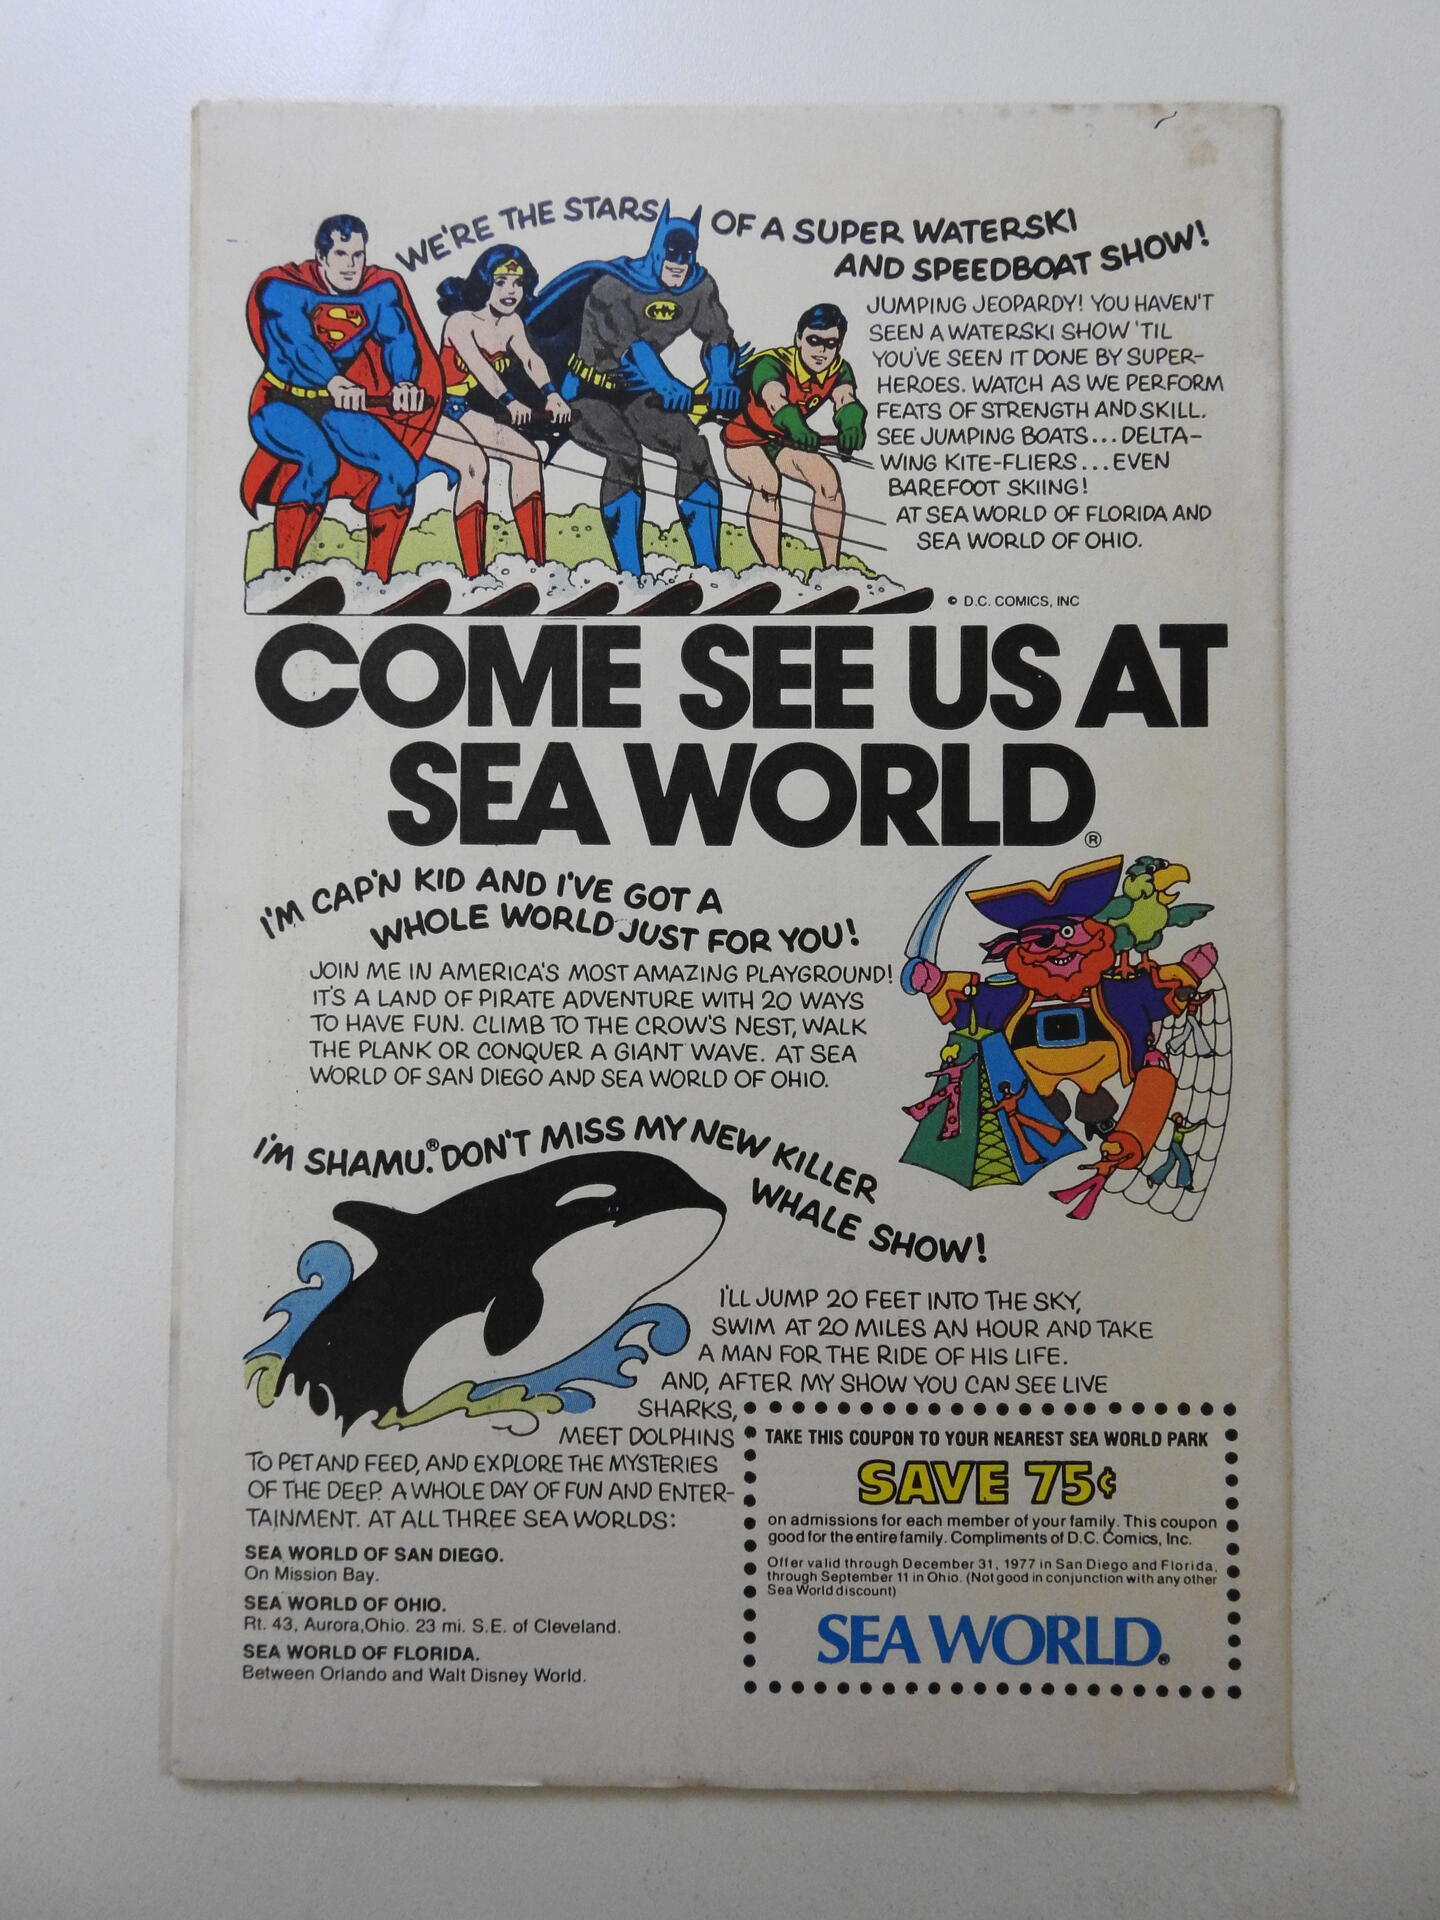 WE'RE THE STARS OF A SUPER WATERSKI
AND SPEEDBOAT SHOW!
JUMPING JEOPARDY! YOU HAVEN'T
SEEN A WATERSKI SHOW 'TIL
YOU'VE SEEN IT DONE BY SUPER-
HEROES. WATCH AS WE PERFORM
FEATS OF STRENGTH AND SKILL.
SEE JUMPING BOATS...DELTA-
WING KITE-FLIERS...EVEN
BAREFOOT SKIING!
AT SEA WORLD OF FLORIDA AND
SEA WORLD OF OHIO.
© D.C. COMICS, INC
COME SEE US AT
SEA WORLD®
I'M CAP'N KID AND I'VE GOT A
WHOLE WORLD JUST FOR YOU!
JOIN ME IN AMERICA'S MOST AMAZING PLAYGROUND!
IT'S A LAND OF PIRATE ADVENTURE WITH 20 WAYS
TO HAVE FUN. CLIMB TO THE CROW'S NEST, WALK
THE PLANK OR CONQUER A GIANT WAVE. AT SEA
WORLD OF SAN DIEGO AND SEA WORLD OF OHIO.
I'M SHAMU.® DON'T MISS MY NEW KILLER
WHALE SHOW!
I'LL JUMP 20 FEET INTO THE SKY,
SWIM AT 20 MILES AN HOUR AND TAKE
A MAN FOR THE RIDE OF HIS LIFE.
AND, AFTER MY SHOW YOU CAN SEE LIVE
SHARKS,
MEET DOLPHINS
TO PET AND FEED, AND EXPLORE THE MYSTERIES
OF THE DEEP. A WHOLE DAY OF FUN AND ENTER-
TAINMENT. AT ALL THREE SEA WORLDS:
SEA WORLD OF SAN DIEGO.
On Mission Bay.
SEA WORLD OF OHIO.
Rt. 43, Aurora, Ohio. 23 mi. S.E. of Cleveland.
SEA WORLD OF FLORIDA.
Between Orlando and Walt Disney World.
TAKE THIS COUPON TO YOUR NEAREST SEA WORLD PARK
SAVE 75¢
on admissions for each member of your family. This coupon
good for the entire family. Compliments of D.C. Comics, Inc.
Offer valid through December 31, 1977 in San Diego and Florida,
through September 11 in Ohio. (Not good in conjunction with any other
Sea World discount)
SEA WORLD®